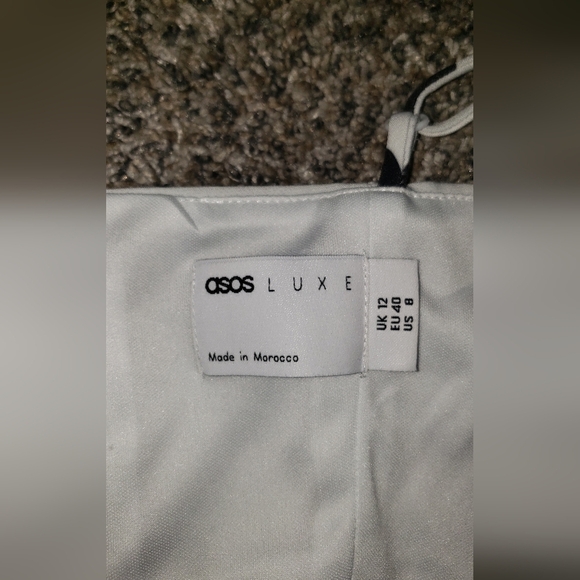 asos LUXE
Made in Morocco
UK 12
EU 40
US 8